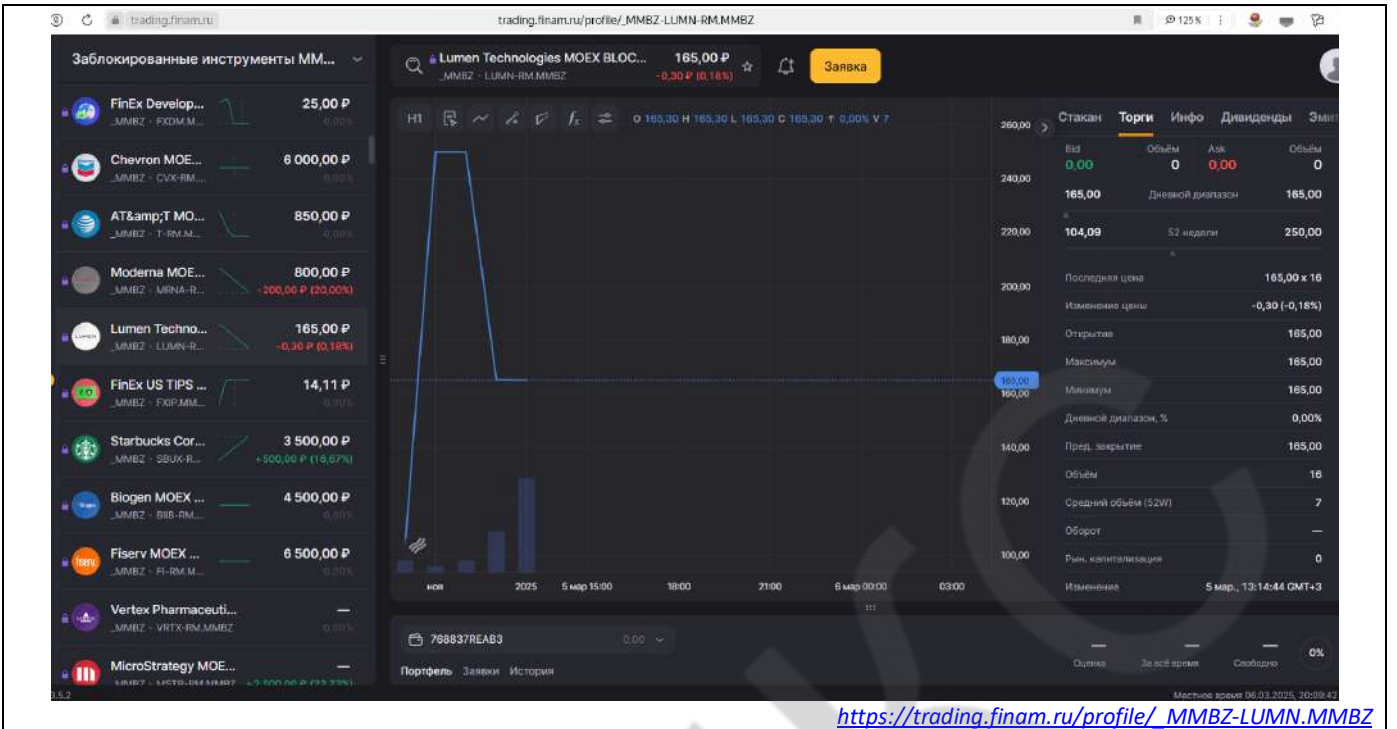 trading.finam.ru
trading.finam.ru/profile/_MMBZ-LUMN-RM.MMBZ
125 %
Заблокированные инструменты MM...
Lumen Technologies MOEX BLOC...
165,00 ₽
_MMBZ - LUMN-RM.MMBZ
-0,30 ₽ (0,18%)
Заявка
FinEx Develop...
25,00 ₽
_MMBZ - FXDM.M...
0,00%
Chevron MOE...
6 000,00 ₽
_MMBZ - CVX-RM....
0,00%
AT&amp;T MO...
850,00 ₽
_MMBZ - T-RM.M...
0,00%
Moderna MOE...
800,00 ₽
_MMBZ - MRNA-R...
-200,00 ₽ (20,00%)
Lumen Techno...
165,00 ₽
_MMBZ - LUMN-R...
-0,30 ₽ (0,18%)
FinEx US TIPS ...
14,11 ₽
_MMBZ - FXIP.MM...
0,00%
Starbucks Cor...
3 500,00 ₽
_MMBZ - SBUX-R...
+500,00 ₽ (16,67%)
Biogen MOEX ...
4 500,00 ₽
_MMBZ - BIIB-RM....
0,00%
Fiserv MOEX ...
6 500,00 ₽
_MMBZ - FI-RM.M...
0,00%
Vertex Pharmaceuti...
—
_MMBZ - VRTX-RM.MMBZ
0,00%
MicroStrategy MOE...
—
_MMBZ - MSTR-RM.MMBZ
+2 500,00 ₽ (22,73%)
3.5.2
H1
O 165,30 H 165,30 L 165,30 C 165,30 ↑ 0,00% V 7
260,00
240,00
220,00
200,00
180,00
165,00
160,00
140,00
120,00
100,00
ноя 2025 5 мар 15:00 18:00 21:00 6 мар 00:00 03:00
Стакан Торги Инфо Дивиденды Эмит
Bid Объём Ask Объём
0,00 0 0,00 0
165,00 Дневной диапазон 165,00
104,09 52 недели 250,00
Последняя цена 165,00 x 16
Изменение цены -0,30 (-0,18%)
Открытие 165,00
Максимум 165,00
Минимум 165,00
Дневной диапазон, % 0,00%
Пред. закрытие 165,00
Объём 16
Средний объём (52W) 7
Оборот —
Рын. капитализация 0
Изменение 5 мар., 13:14:44 GMT+3
768837REAB3 0.00
Портфель Заявки История
— — —
Оценка За всё время Свободно
0%
Местное время 06.03.2025, 20:09:42
https://trading.finam.ru/profile/_MMBZ-LUMN.MMBZ